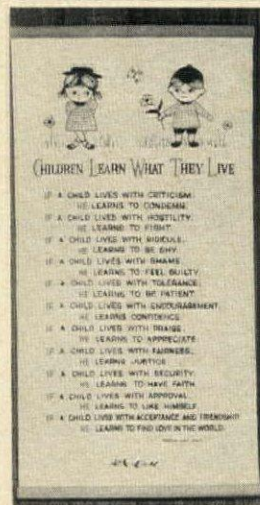 CHILDREN LEARN WHAT THEY LIVE
IF A CHILD LIVES WITH CRITICISM
HE LEARNS TO CONDEMN.
IF A CHILD LIVES WITH HOSTILITY,
HE LEARNS TO FIGHT.
IF A CHILD LIVES WITH RIDICULE,
HE LEARNS TO BE SHY.
IF A CHILD LIVES WITH SHAME,
HE LEARNS TO FEEL GUILTY.
IF A CHILD LIVES WITH TOLERANCE,
HE LEARNS TO BE PATIENT.
IF A CHILD LIVES WITH ENCOURAGEMENT,
HE LEARNS CONFIDENCE.
IF A CHILD LIVES WITH PRAISE,
HE LEARNS TO APPRECIATE.
IF A CHILD LIVES WITH FAIRNESS,
HE LEARNS JUSTICE.
IF A CHILD LIVES WITH SECURITY,
HE LEARNS TO HAVE FAITH.
IF A CHILD LIVES WITH APPROVAL,
HE LEARNS TO LIKE HIMSELF.
IF A CHILD LIVES WITH ACCEPTANCE AND FRIENDSHIP
HE LEARNS TO FIND LOVE IN THE WORLD.